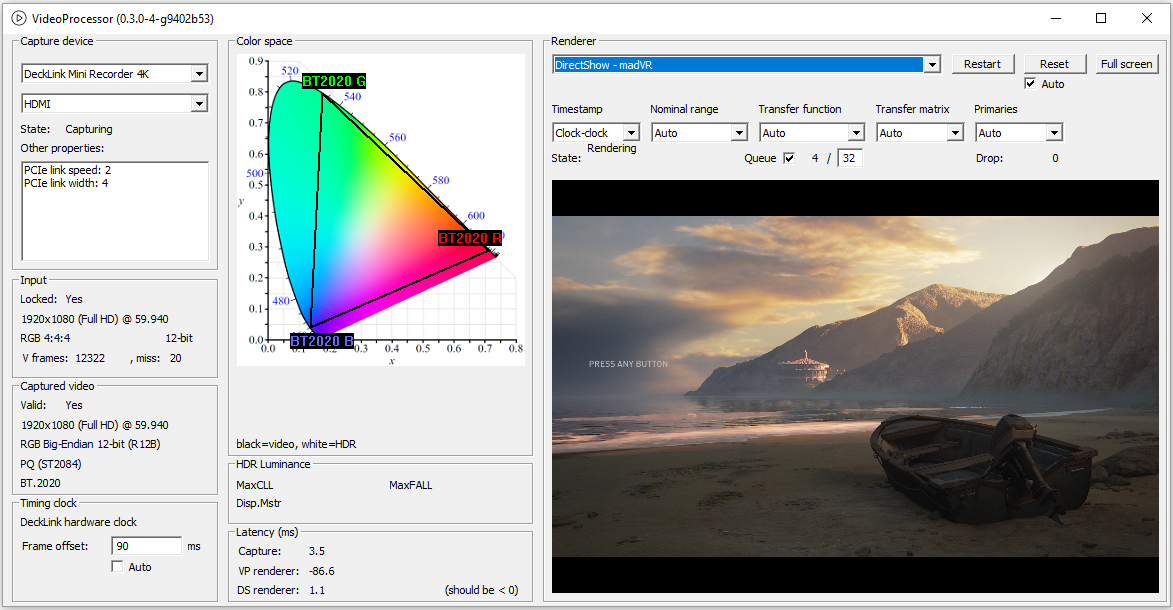 VideoProcessor (0.3.0-4-g9402b53)
Capture device
DeckLink Mini Recorder 4K
HDMI
State: Capturing
Other properties:
PCIe link speed: 2
PCIe link width: 4
Input
Locked: Yes
1920x1080 (Full HD) @ 59.940
RGB 4:4:4 12-bit
V frames: 12322 , miss: 20
Captured video
Valid: Yes
1920x1080 (Full HD) @ 59.940
RGB Big-Endian 12-bit (R12B)
PQ (ST2084)
BT.2020
Timing clock
DeckLink hardware clock
Frame offset: 90 ms
Auto
Color space
0.9
520
BT2020 G
0.8
540
0.7
560
0.6
500
580
0.5
y
0.4
600
BT2020 R
0.3
0.2
480
0.1
0.0
BT2020 B
0.0 0.1 0.3 0.4 0.5 0.6 0.7 0.8
x
black=video, white=HDR
HDR Luminance
MaxCLL MaxFALL
Disp.Mstr
Latency (ms)
Capture: 3.5
VP renderer: -86.6
DS renderer: 1.1 (should be < 0)
Renderer
DirectShow - madVR
Restart Reset Full screen
Auto
Timestamp Nominal range Transfer function Transfer matrix Primaries
Clock-clock Auto Auto Auto Auto
State: Rendering Queue 4 / 32 Drop: 0
PRESS ANY BUTTON